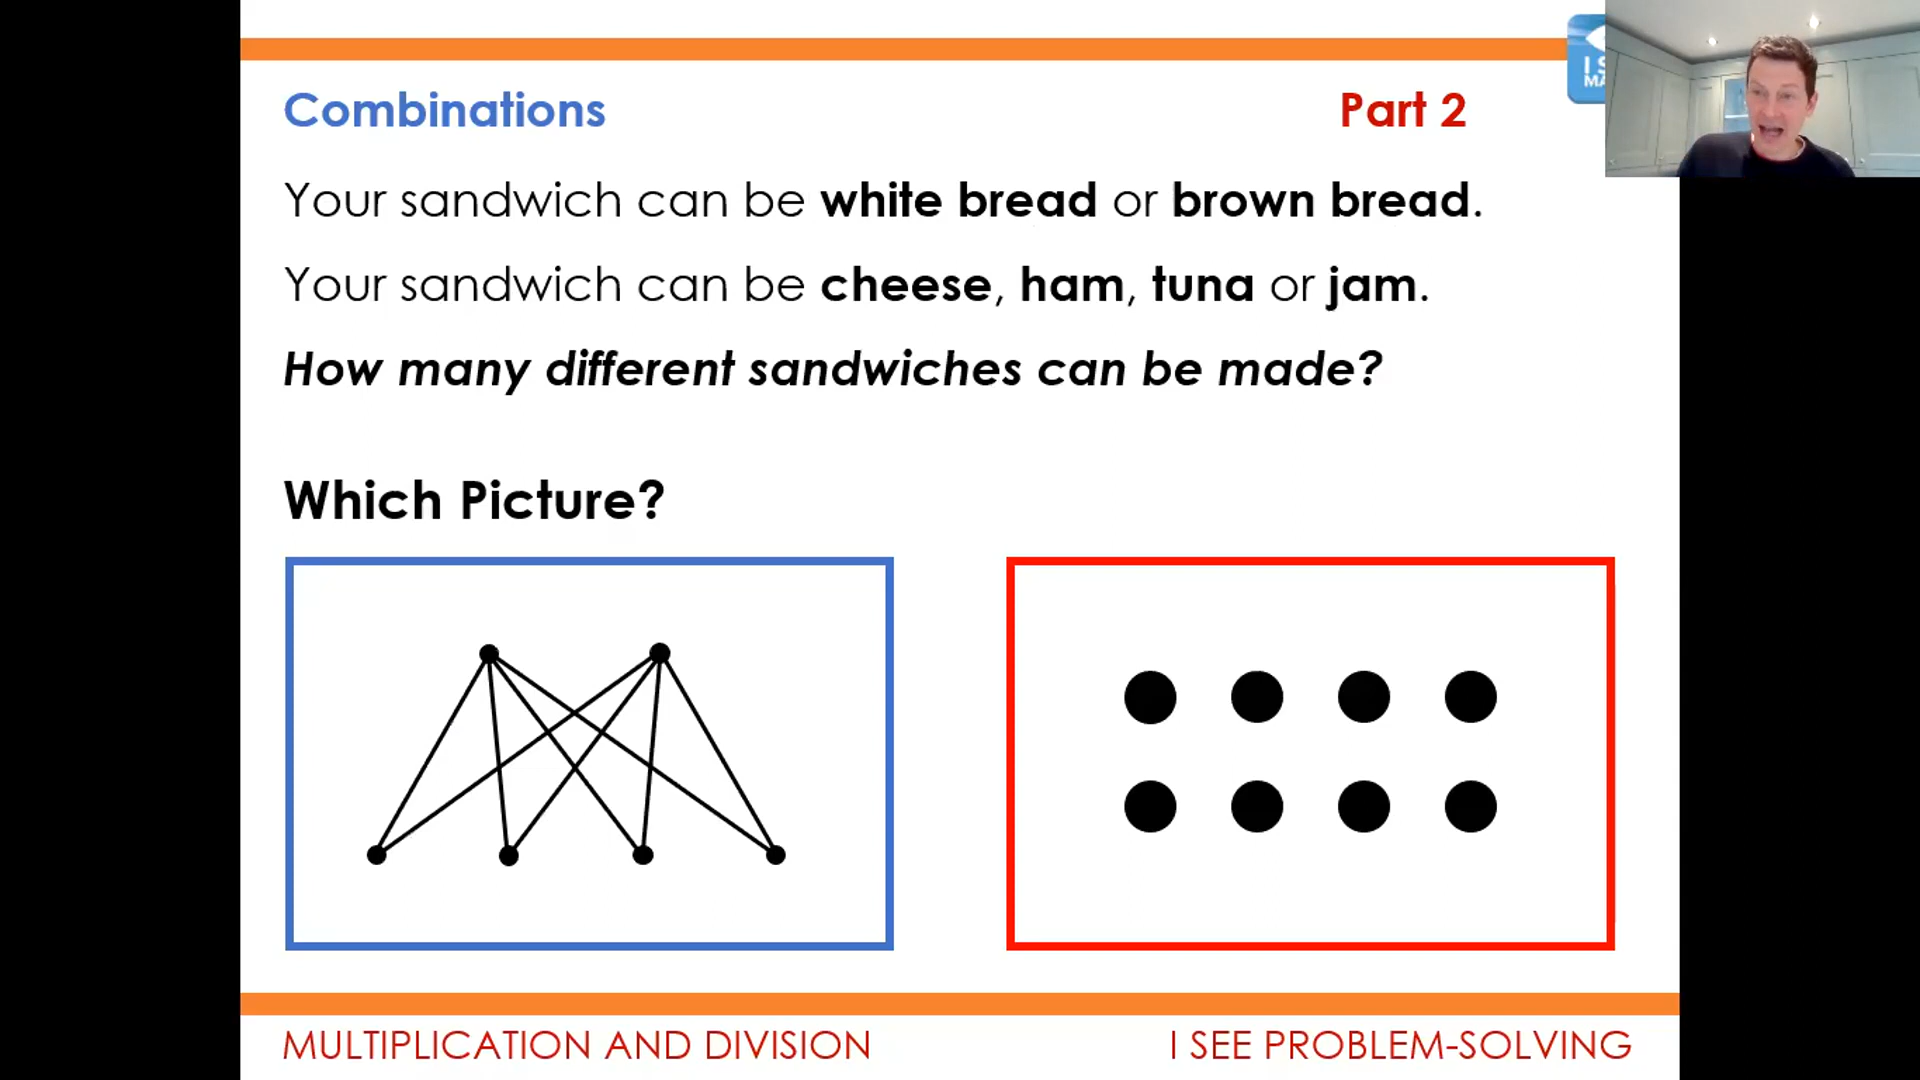 Combinations
Part 2
Your sandwich can be white bread or brown bread.
Your sandwich can be cheese, ham, tuna or jam.
How many different sandwiches can be made?
Which Picture?
MULTIPLICATION AND DIVISION
I SEE PROBLEM-SOLVING